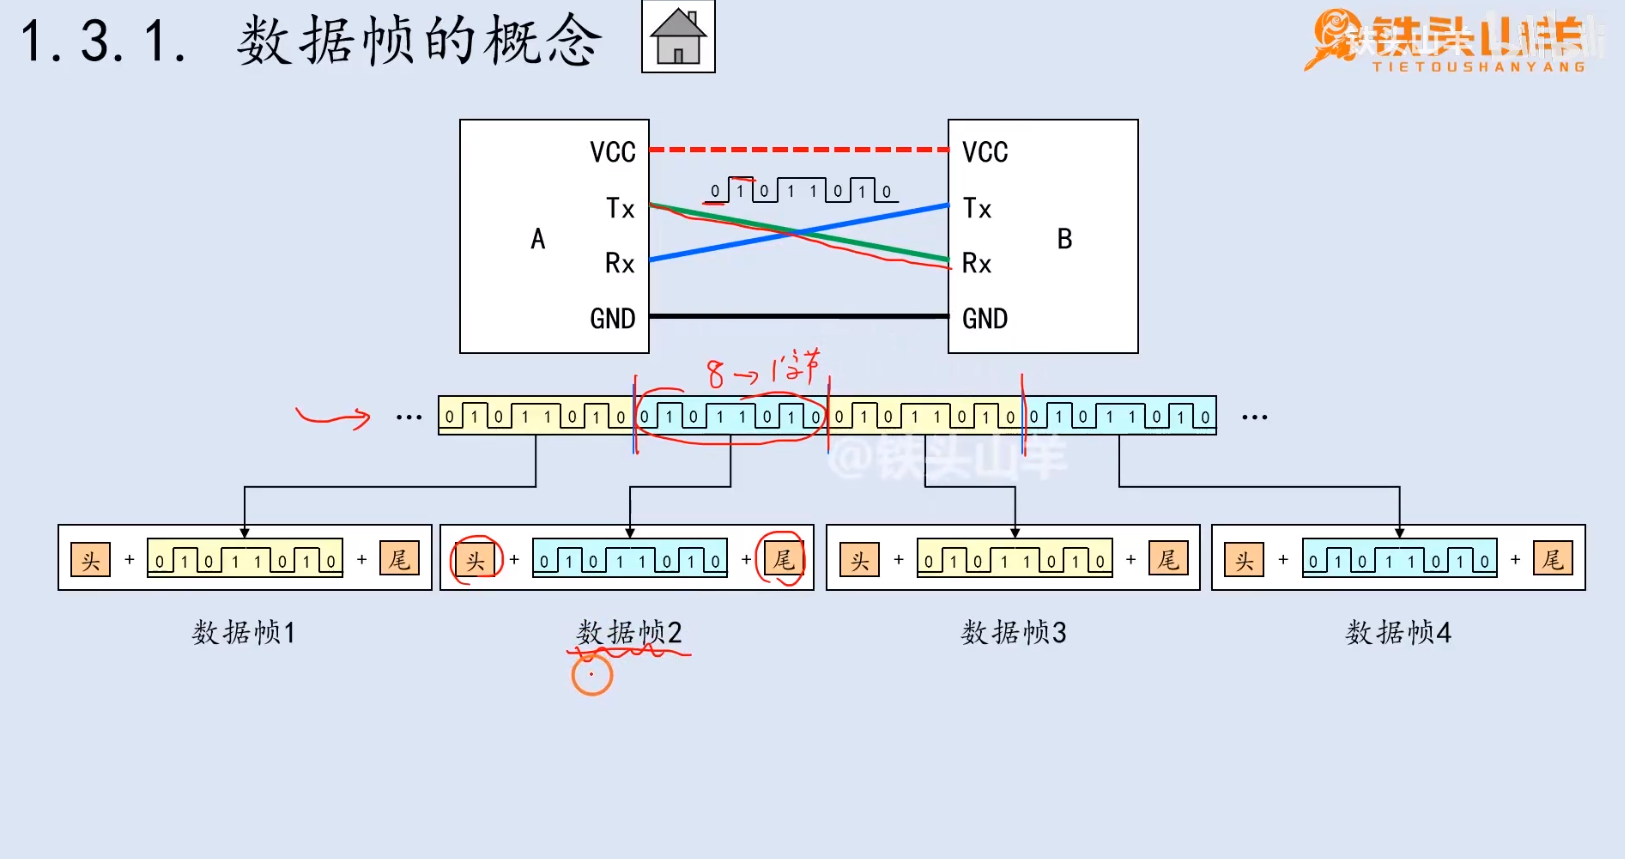 1.3.1. 数据帧的概念
铁头山羊
TIETOUSHANYANG
VCC VCC
0 1 0 1 1 0 1 0
Tx Tx
A B
Rx Rx
GND GND
8→1字节
... 0 1 0 1 1 0 1 0 0 1 0 1 1 0 1 0 0 1 0 1 1 0 1 0 0 1 0 1 1 0 1 0 ...
@铁头山羊
头 + 0 1 0 1 1 0 1 0 + 尾 头 + 0 1 0 1 1 0 1 0 + 尾 头 + 0 1 0 1 1 0 1 0 + 尾 头 + 0 1 0 1 1 0 1 0 + 尾
数据帧1 数据帧2 数据帧3 数据帧4